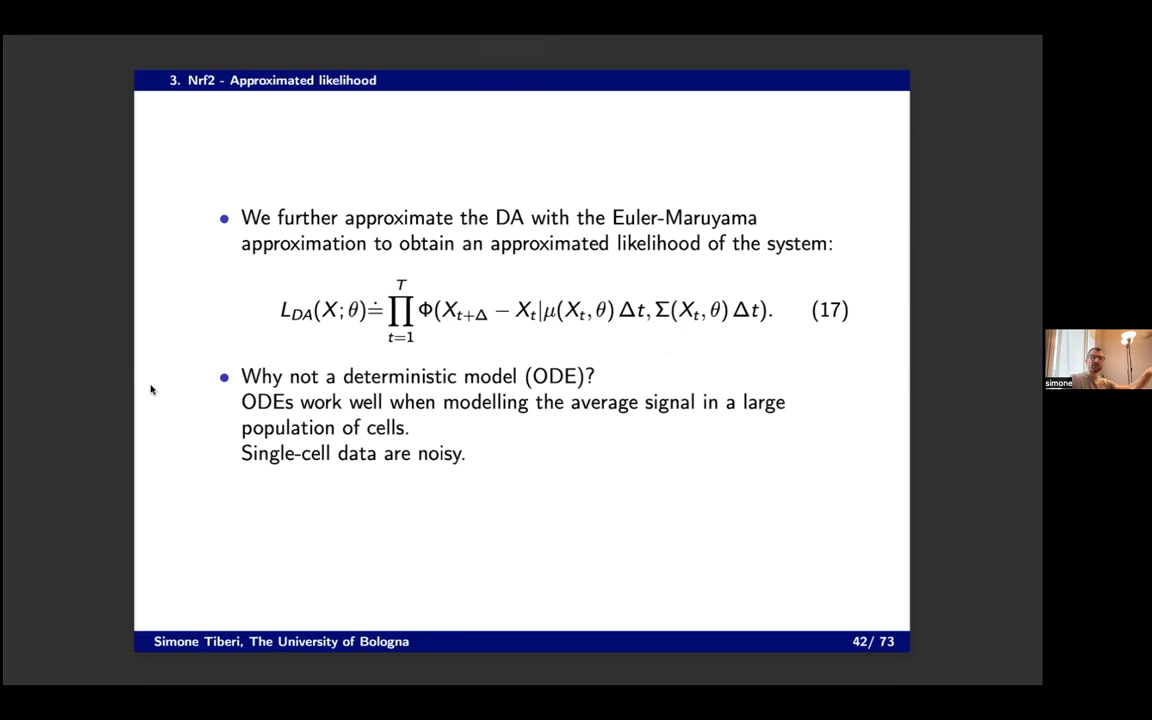 3. Nrf2 - Approximated likelihood
We further approximate the DA with the Euler-Maruyama
approximation to obtain an approximated likelihood of the system:
L_{DA}(X; θ) ≐ ∏_{t=1}^{T} Φ(X_{t+Δ} − X_t|μ(X_t, θ) Δt, Σ(X_t, θ) Δt). (17)
Why not a deterministic model (ODE)?
ODEs work well when modelling the average signal in a large
population of cells.
Single-cell data are noisy.
simone
Simone Tiberi, The University of Bologna 42/ 73